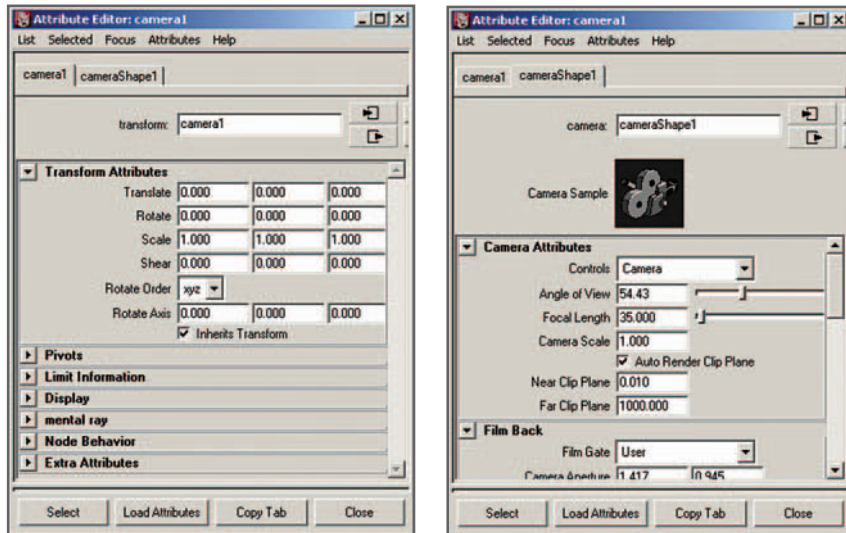 Attribute Editor: camera1
List Selected Focus Attributes Help
camera1 cameraShape1
transform: camera1
Transform Attributes
Translate 0.000 0.000 0.000
Rotate 0.000 0.000 0.000
Scale 1.000 1.000 1.000
Shear 0.000 0.000 0.000
Rotate Order xyz
Rotate Axis 0.000 0.000 0.000
Inherits Transform
Pivots
Limit Information
Display
mental ray
Node Behavior
Extra Attributes
Select Load Attributes Copy Tab Close
Attribute Editor: camera1
List Selected Focus Attributes Help
camera1 cameraShape1
camera: cameraShape1
Camera Sample
Camera Attributes
Controls Camera
Angle of View 54.43
Focal Length 35.000
Camera Scale 1.000
Auto Render Clip Plane
Near Clip Plane 0.010
Far Clip Plane 1000.000
Film Back
Film Gate User
Camera Aperture 1.417 0.945
Select Load Attributes Copy Tab Close